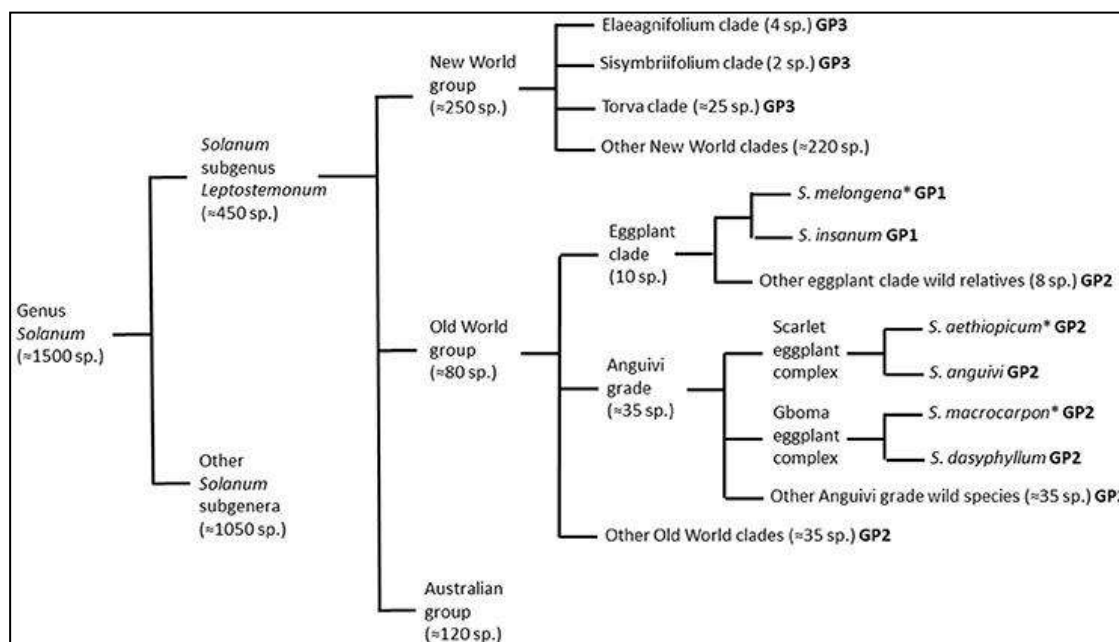 Genus
Solanum
(≈1500 sp.)
Solanum
subgenus
Leptostemonum
(≈450 sp.)
Other
Solanum
subgenera
(≈1050 sp.)
New World
group
(≈250 sp.)
Old World
group
(≈80 sp.)
Australian
group
(≈120 sp.)
Elaeagnifolium clade (4 sp.) GP3
Sisymbriifolium clade (2 sp.) GP3
Torva clade (≈25 sp.) GP3
Other New World clades (≈220 sp.)
Eggplant
clade
(10 sp.)
S. melongena* GP1
S. insanum GP1
Other eggplant clade wild relatives (8 sp.) GP2
Anguivi
grade
(≈35 sp.)
Scarlet
eggplant
complex
S. aethiopicum* GP2
S. anguivi GP2
Gboma
eggplant
complex
S. macrocarpon* GP2
S. dasyphyllum GP2
Other Anguivi grade wild species (≈35 sp.) GP2
Other Old World clades (≈35 sp.) GP2